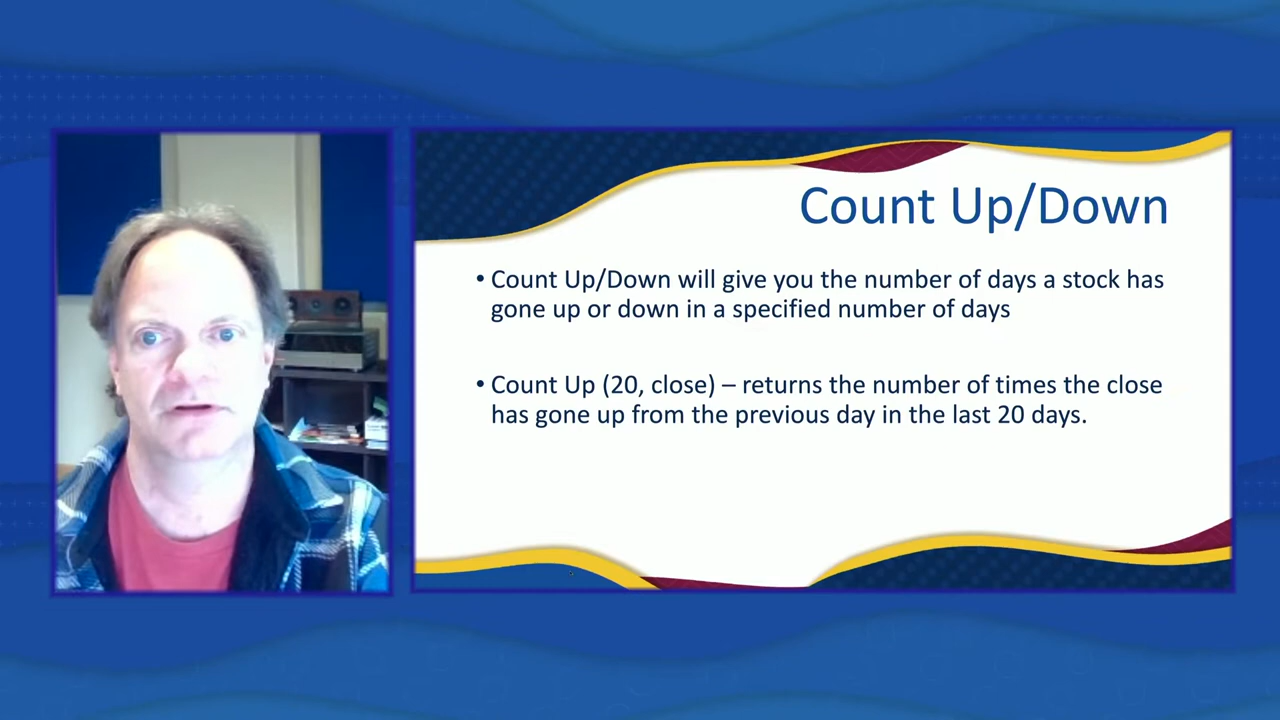 Count Up/Down
• Count Up/Down will give you the number of days a stock has
gone up or down in a specified number of days
• Count Up (20, close) – returns the number of times the close
has gone up from the previous day in the last 20 days.